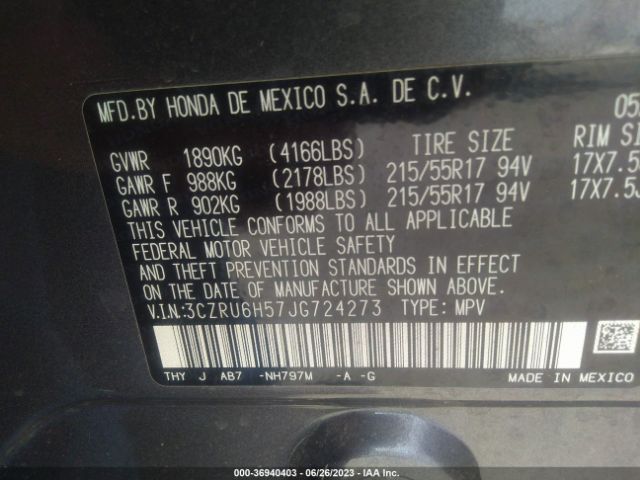 MFD.BY HONDA DE MEXICO S.A. DE C.V.
GVWR 1890KG (4166LBS) TIRE SIZE
GAWR F 988KG (2178LBS) 215/55R17 94V
GAWR R 902KG (1988LBS) 215/55R17 94V
THIS VEHICLE CONFORMS TO ALL APPLICABLE
FEDERAL MOTOR VEHICLE SAFETY
AND THEFT PREVENTION STANDARDS IN EFFECT
ON THE DATE OF MANUFACTURE SHOWN ABOVE.
V.I.N:3CZRU6H57JG724273 TYPE: MPV
THY J AB7 -NH797M -A -G MADE IN MEXICO
RIM
17X7.5
17X7.5
000-36940403 - 06/26/2023 - IAA Inc.